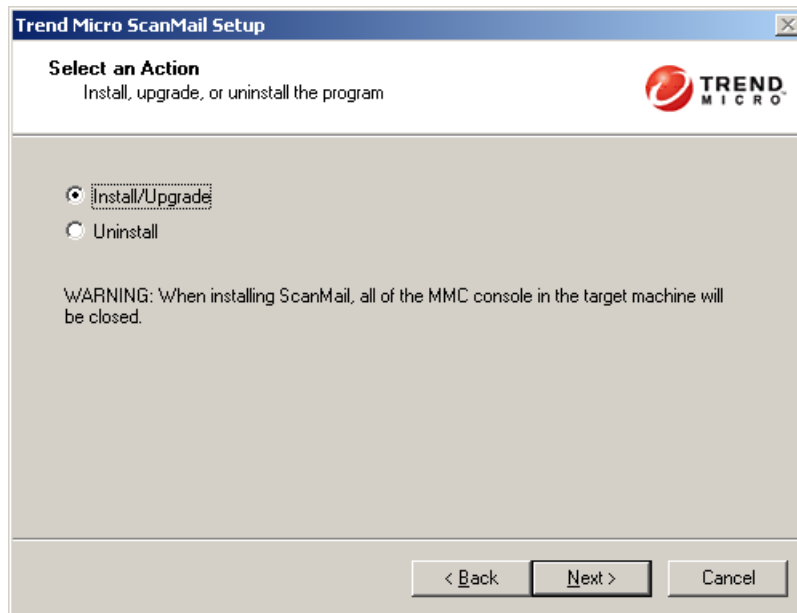 Trend Micro ScanMail Setup
Select an Action
Install, upgrade, or uninstall the program
TREND
MICRO™
Install/Upgrade
Uninstall
WARNING: When installing ScanMail, all of the MMC console in the target machine will
be closed.
< Back
Next >
Cancel